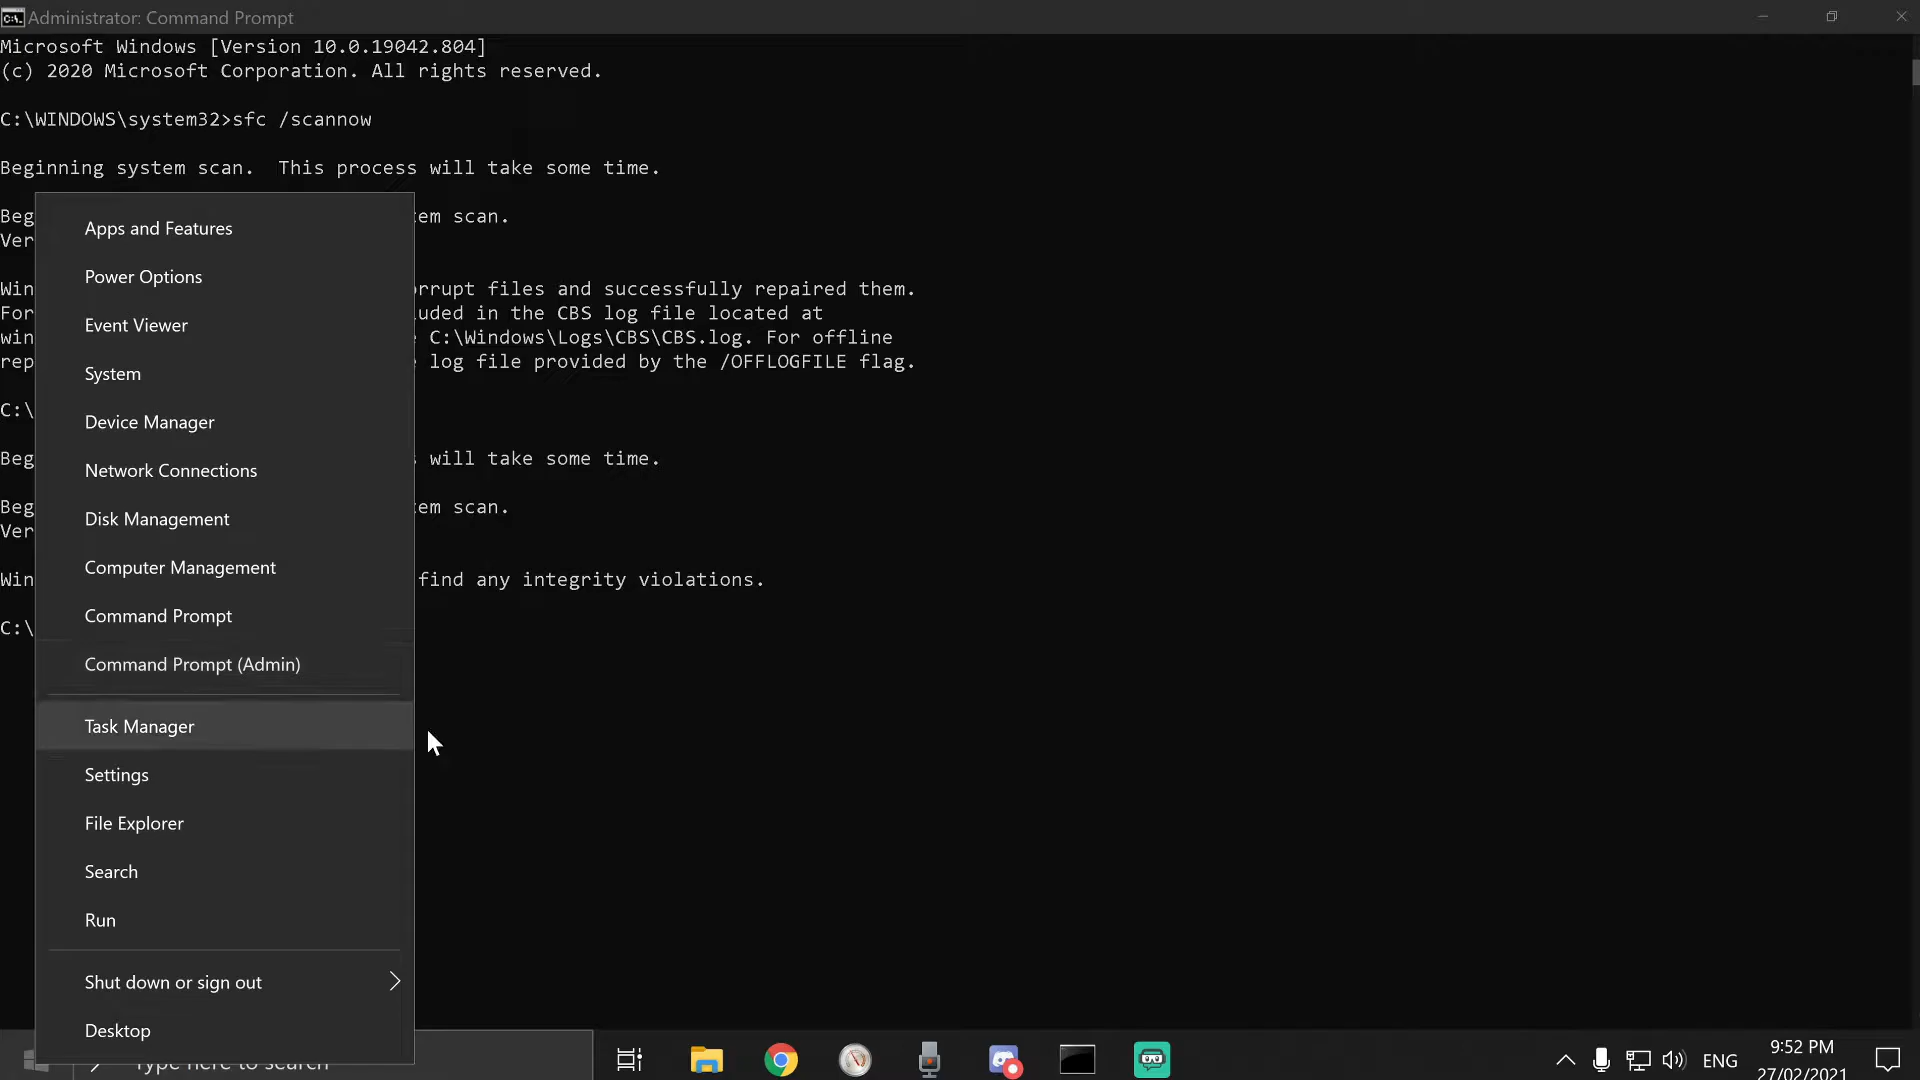 Administrator: Command Prompt
Microsoft Windows [Version 10.0.19042.804]
(c) 2020 Microsoft Corporation. All rights reserved.
C:\WINDOWS\system32>sfc /scannow
Beginning system scan.  This process will take some time.
Beg
em scan.
Ver
Win
rrupt files and successfully repaired them.
For
luded in the CBS log file located at
win
C:\Windows\Logs\CBS\CBS.log. For offline
rep
log file provided by the /OFFLOGFILE flag.
C:\
Beg
will take some time.
Beg
em scan.
Ver
Win
find any integrity violations.
C:\
Apps and Features
Power Options
Event Viewer
System
Device Manager
Network Connections
Disk Management
Computer Management
Command Prompt
Command Prompt (Admin)
Task Manager
Settings
File Explorer
Search
Run
Shut down or sign out
Desktop
Type here to search
ENG
9:52 PM
27/02/2021